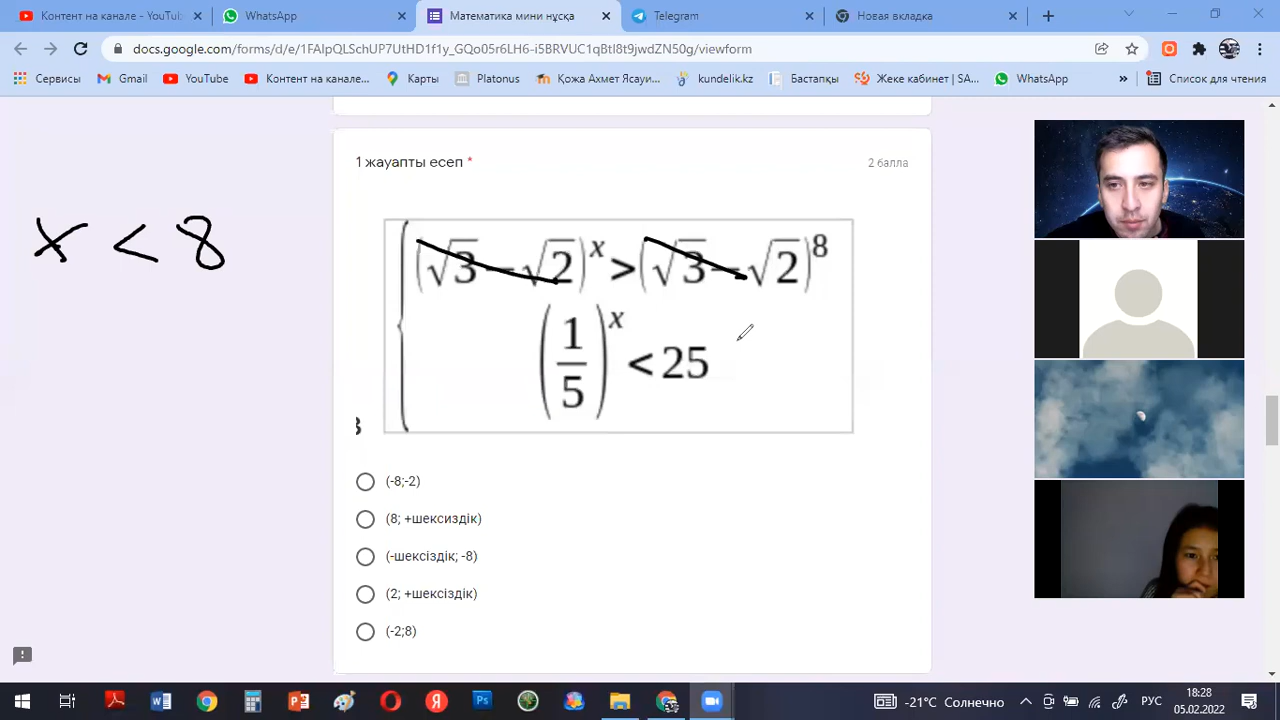 Контент на канале - YouTub
WhatsApp
Математика мини нұсқа
Telegram
Новая вкладка
docs.google.com/forms/d/e/1FAIpQLSchUP7UtHD1f1y_GQo05r6LH6-i5BRVUC1qBtI8t9jwdZN50g/viewform
Сервисы
Gmail
YouTube
Контент на канале...
Карты
Platonus
Қожа Ахмет Ясауи...
kundelik.kz
Бастапқы
Жеке кабинет | SA...
WhatsApp
»
Список для чтения
1 жауапты есеп *
2 балла
x < 8
(√3 – √2)^x > (√3 – √2)^8
(1/5)^x < 25
(-8;-2)
(8; +шексиздік)
(-шексіздік; -8)
(2; +шексіздік)
(-2;8)
-21°C Солнечно
РУС
18:28
05.02.2022